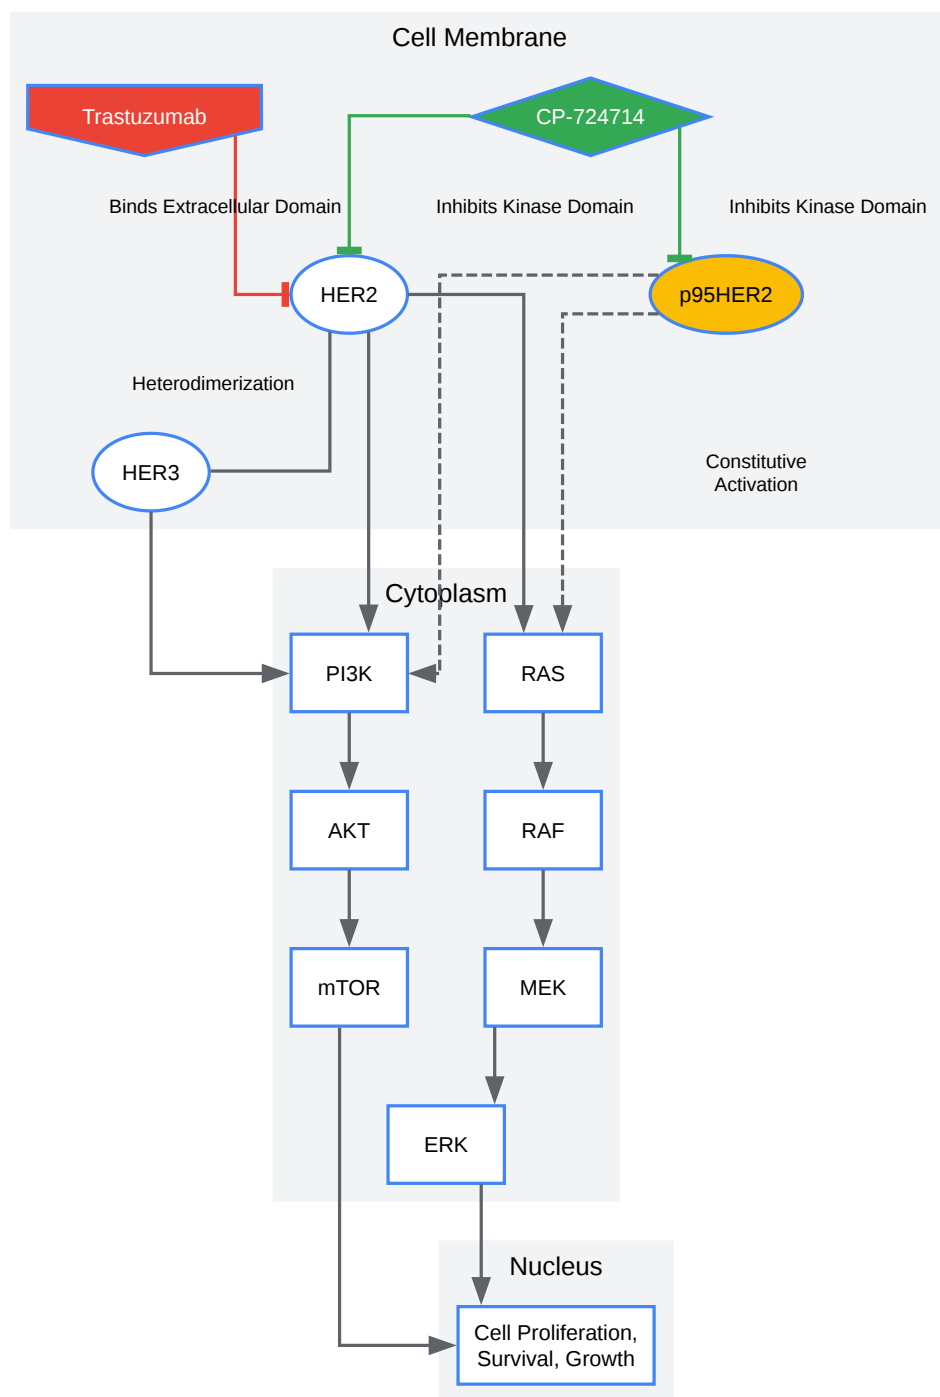 Cell Membrane
Trastuzumab
CP-724714
Binds Extracellular Domain
Inhibits Kinase Domain
Inhibits Kinase Domain
HER2
p95HER2
Heterodimerization
HER3
Constitutive
Activation
Cytoplasm
PI3K
RAS
AKT
RAF
mTOR
MEK
ERK
Nucleus
Cell Proliferation,
Survival, Growth